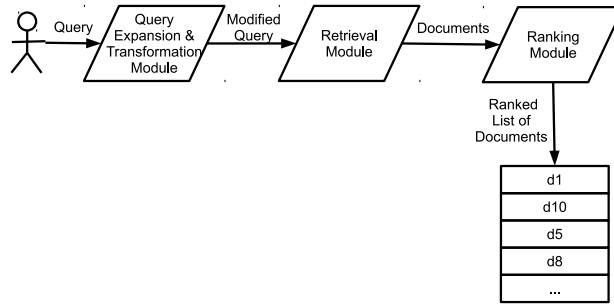 Query
Query
Expansion &
Transformation
Module
Modified
Query
Retrieval
Module
Documents
Ranking
Module
Ranked
List of
Documents
d1
d10
d5
d8
...